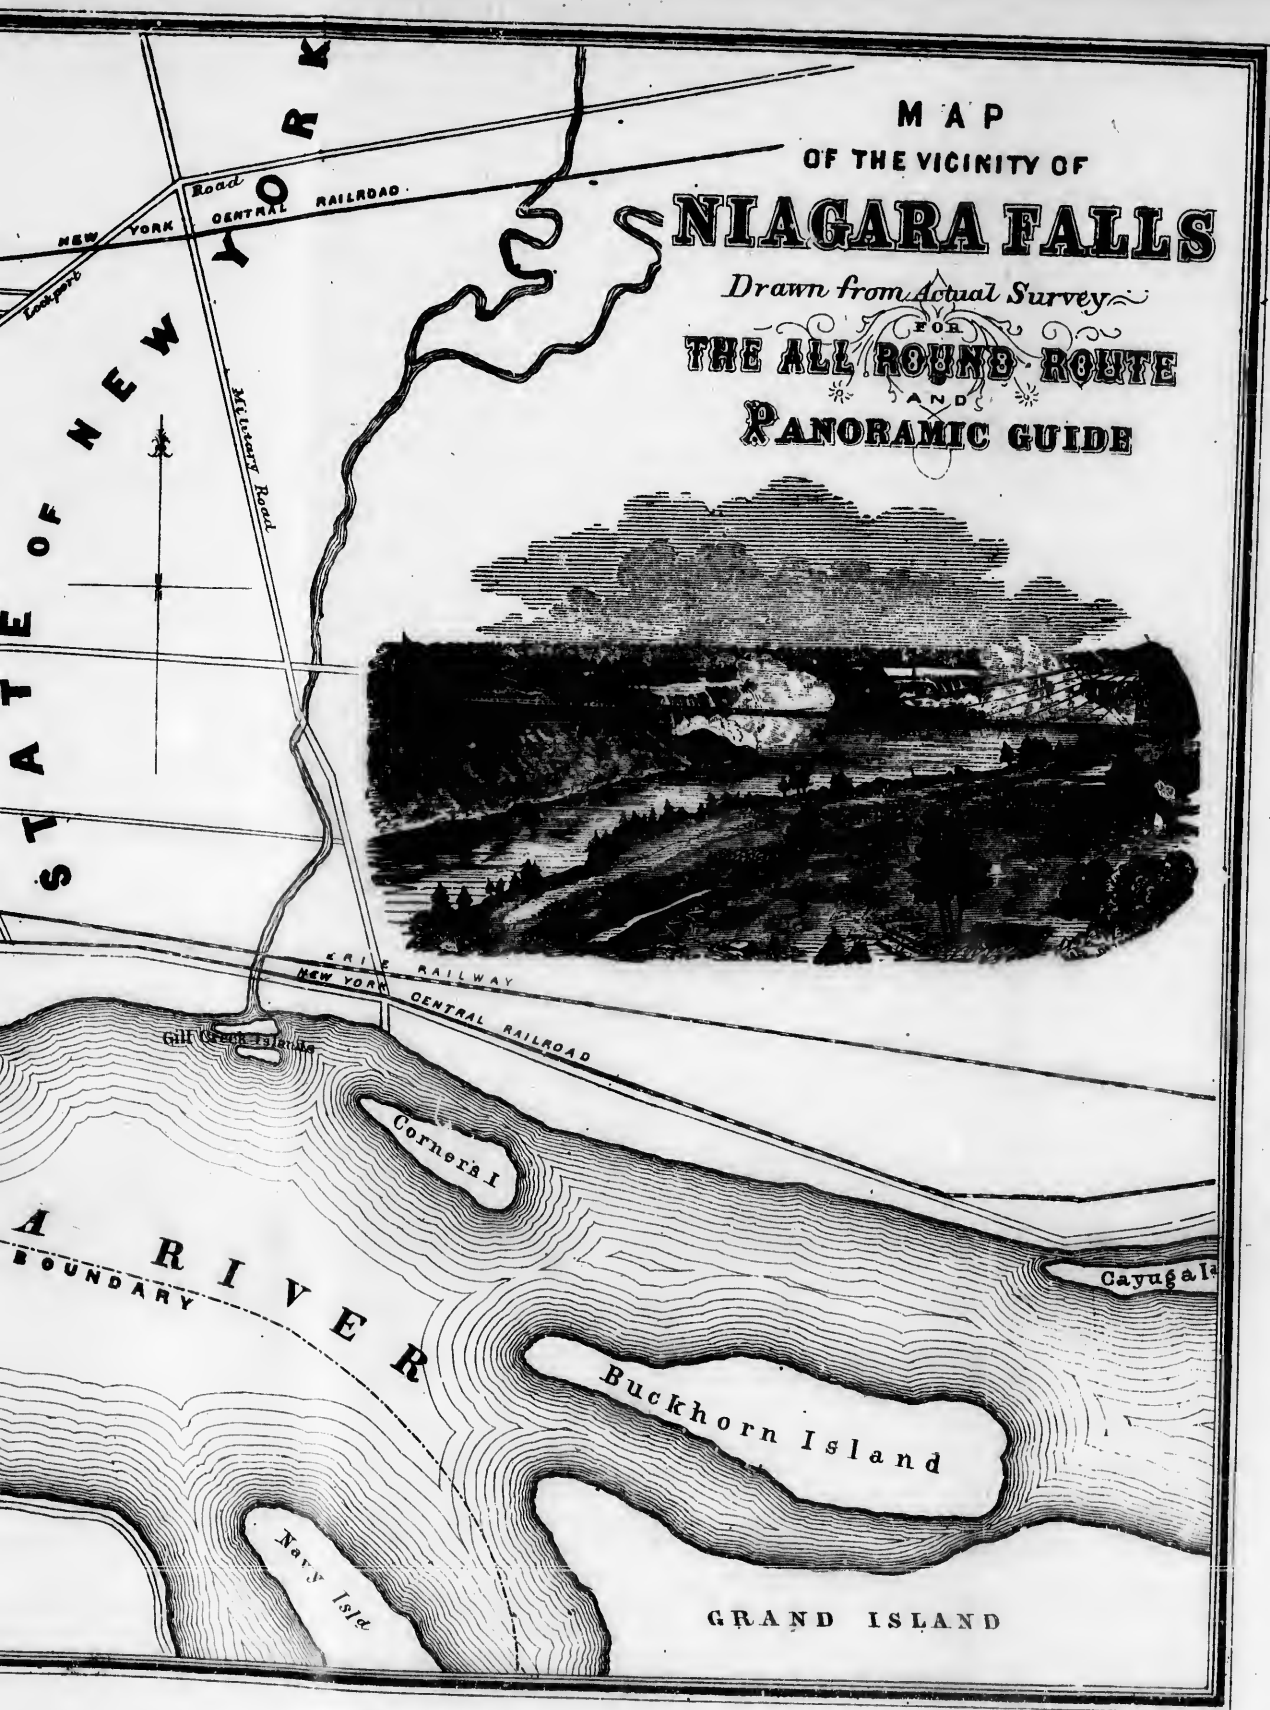 MAP
OF THE VICINITY OF
NIAGARA FALLS
Drawn from Actual Survey
FOR
THE ALL ROUND ROUTE
AND
PANORAMIC GUIDE
STATE OF NEW YORK
Road
NEW YORK CENTRAL RAILROAD.
Lockport
Military Road
ERIE RAILWAY
NEW YORK CENTRAL RAILROAD
Gill Creek Islands
Corner's I
A RIVER
BOUNDARY
Cayuga Id
Buckhorn Island
Navy Isld
GRAND ISLAND